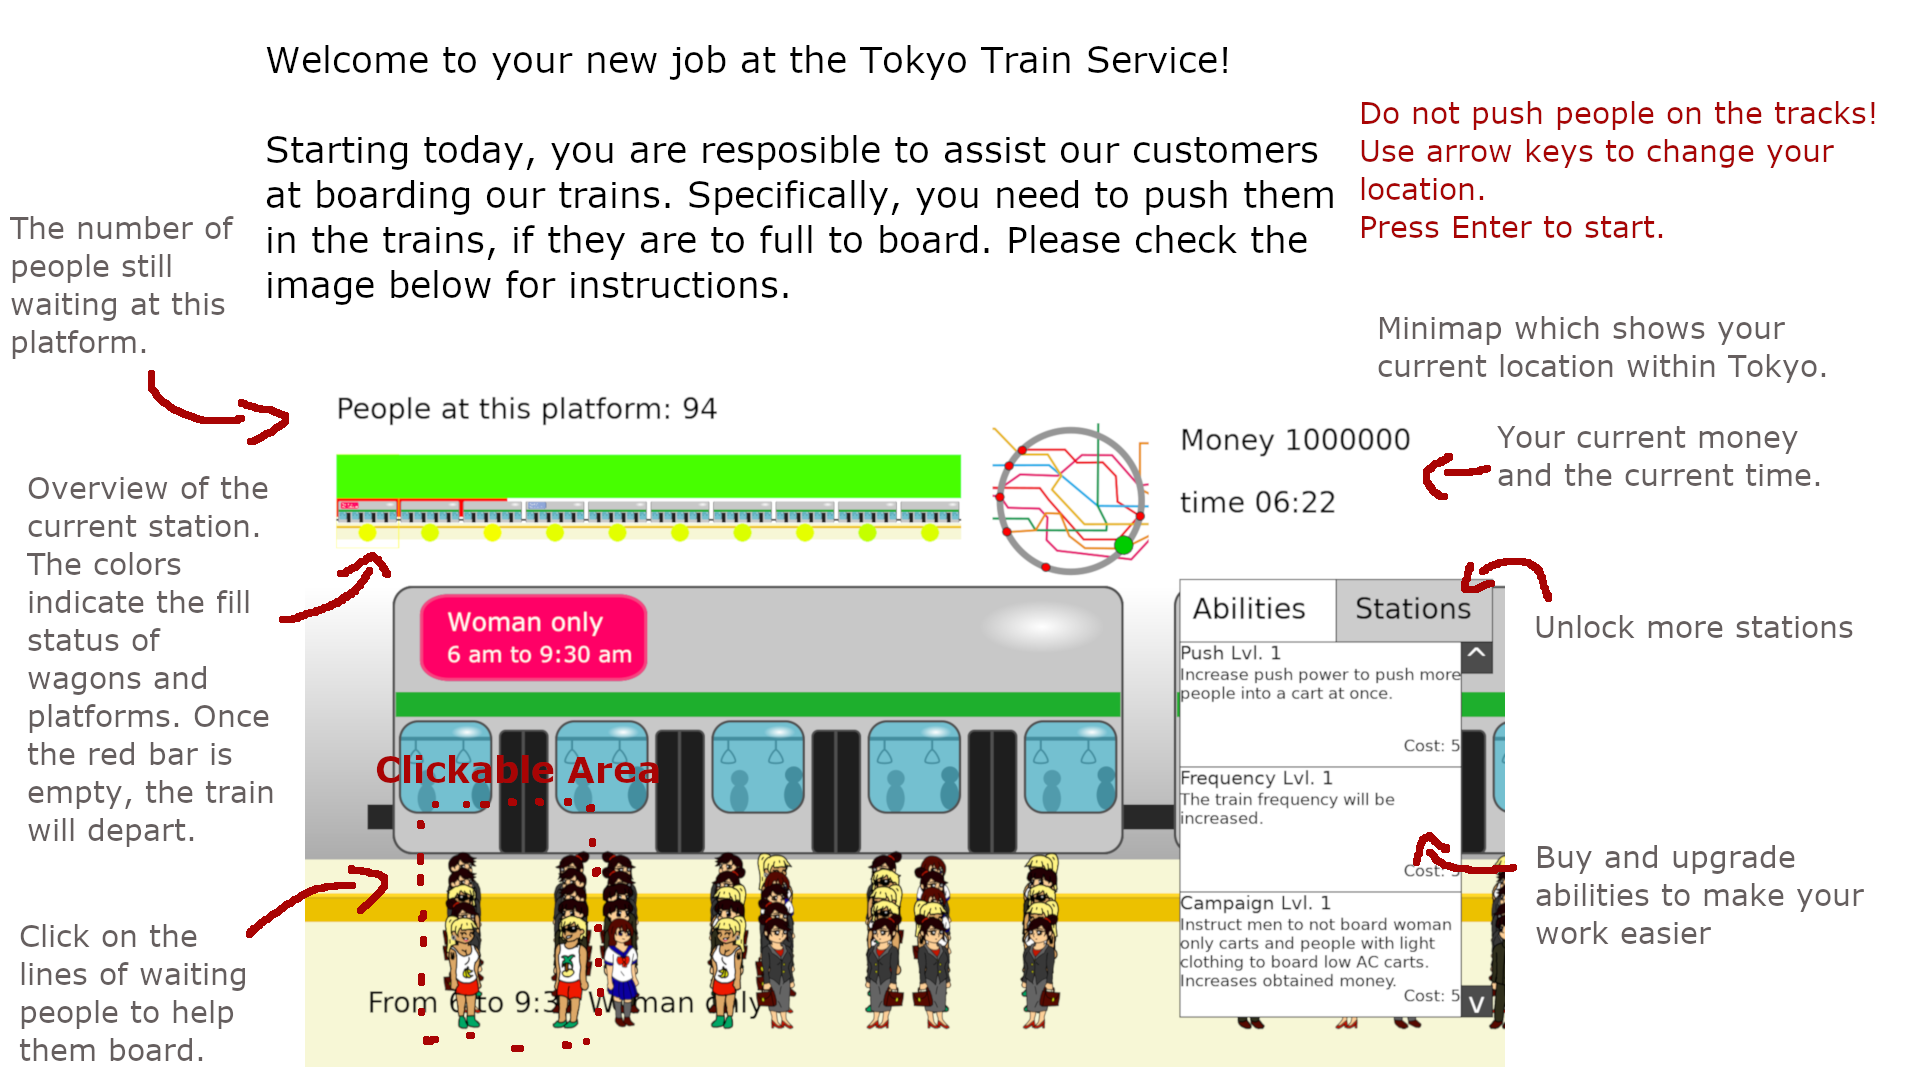 Welcome to your new job at the Tokyo Train Service!
Starting today, you are resposible to assist our customers
at boarding our trains. Specifically, you need to push them
in the trains, if they are to full to board. Please check the
image below for instructions.
Do not push people on the tracks!
Use arrow keys to change your
location.
Press Enter to start.
The number of
people still
waiting at this
platform.
Minimap which shows your
current location within Tokyo.
People at this platform: 94
Money 1000000
time 06:22
Your current money
and the current time.
Overview of the
current station.
The colors
indicate the fill
status of
wagons and
platforms. Once
the red bar is
empty, the train
will depart.
Woman only
6 am to 9:30 am
Abilities
Stations
Unlock more stations
Push Lvl. 1
Increase push power to push more
people into a cart at once.
Cost: 5
Clickable Area
Frequency Lvl. 1
The train frequency will be
increased.
Cost: 5
Buy and upgrade
abilities to make your
work easier
Campaign Lvl. 1
Instruct men to not board woman
only carts and people with light
clothing to board low AC carts.
Increases obtained money.
Cost: 5
Click on the
lines of waiting
people to help
them board.
From 6 to 9:3 Woman only